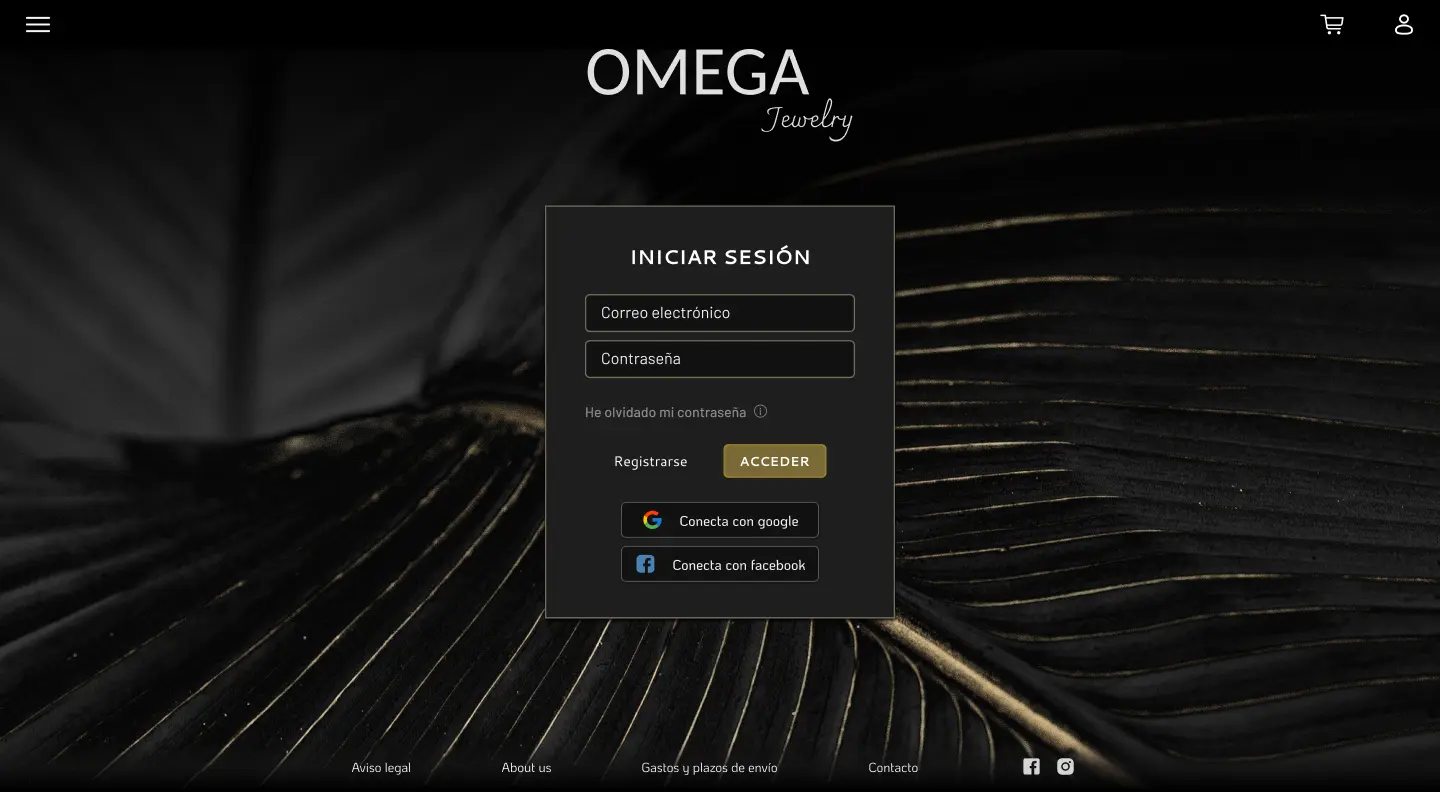 OMEGA
Jewelry
INICIAR SESIÓN
Correo electrónico
Contraseña
He olvidado mi contraseña
Registrarse
ACCEDER
Conecta con google
Conecta con facebook
Aviso legal
About us
Gastos y plazos de envío
Contacto